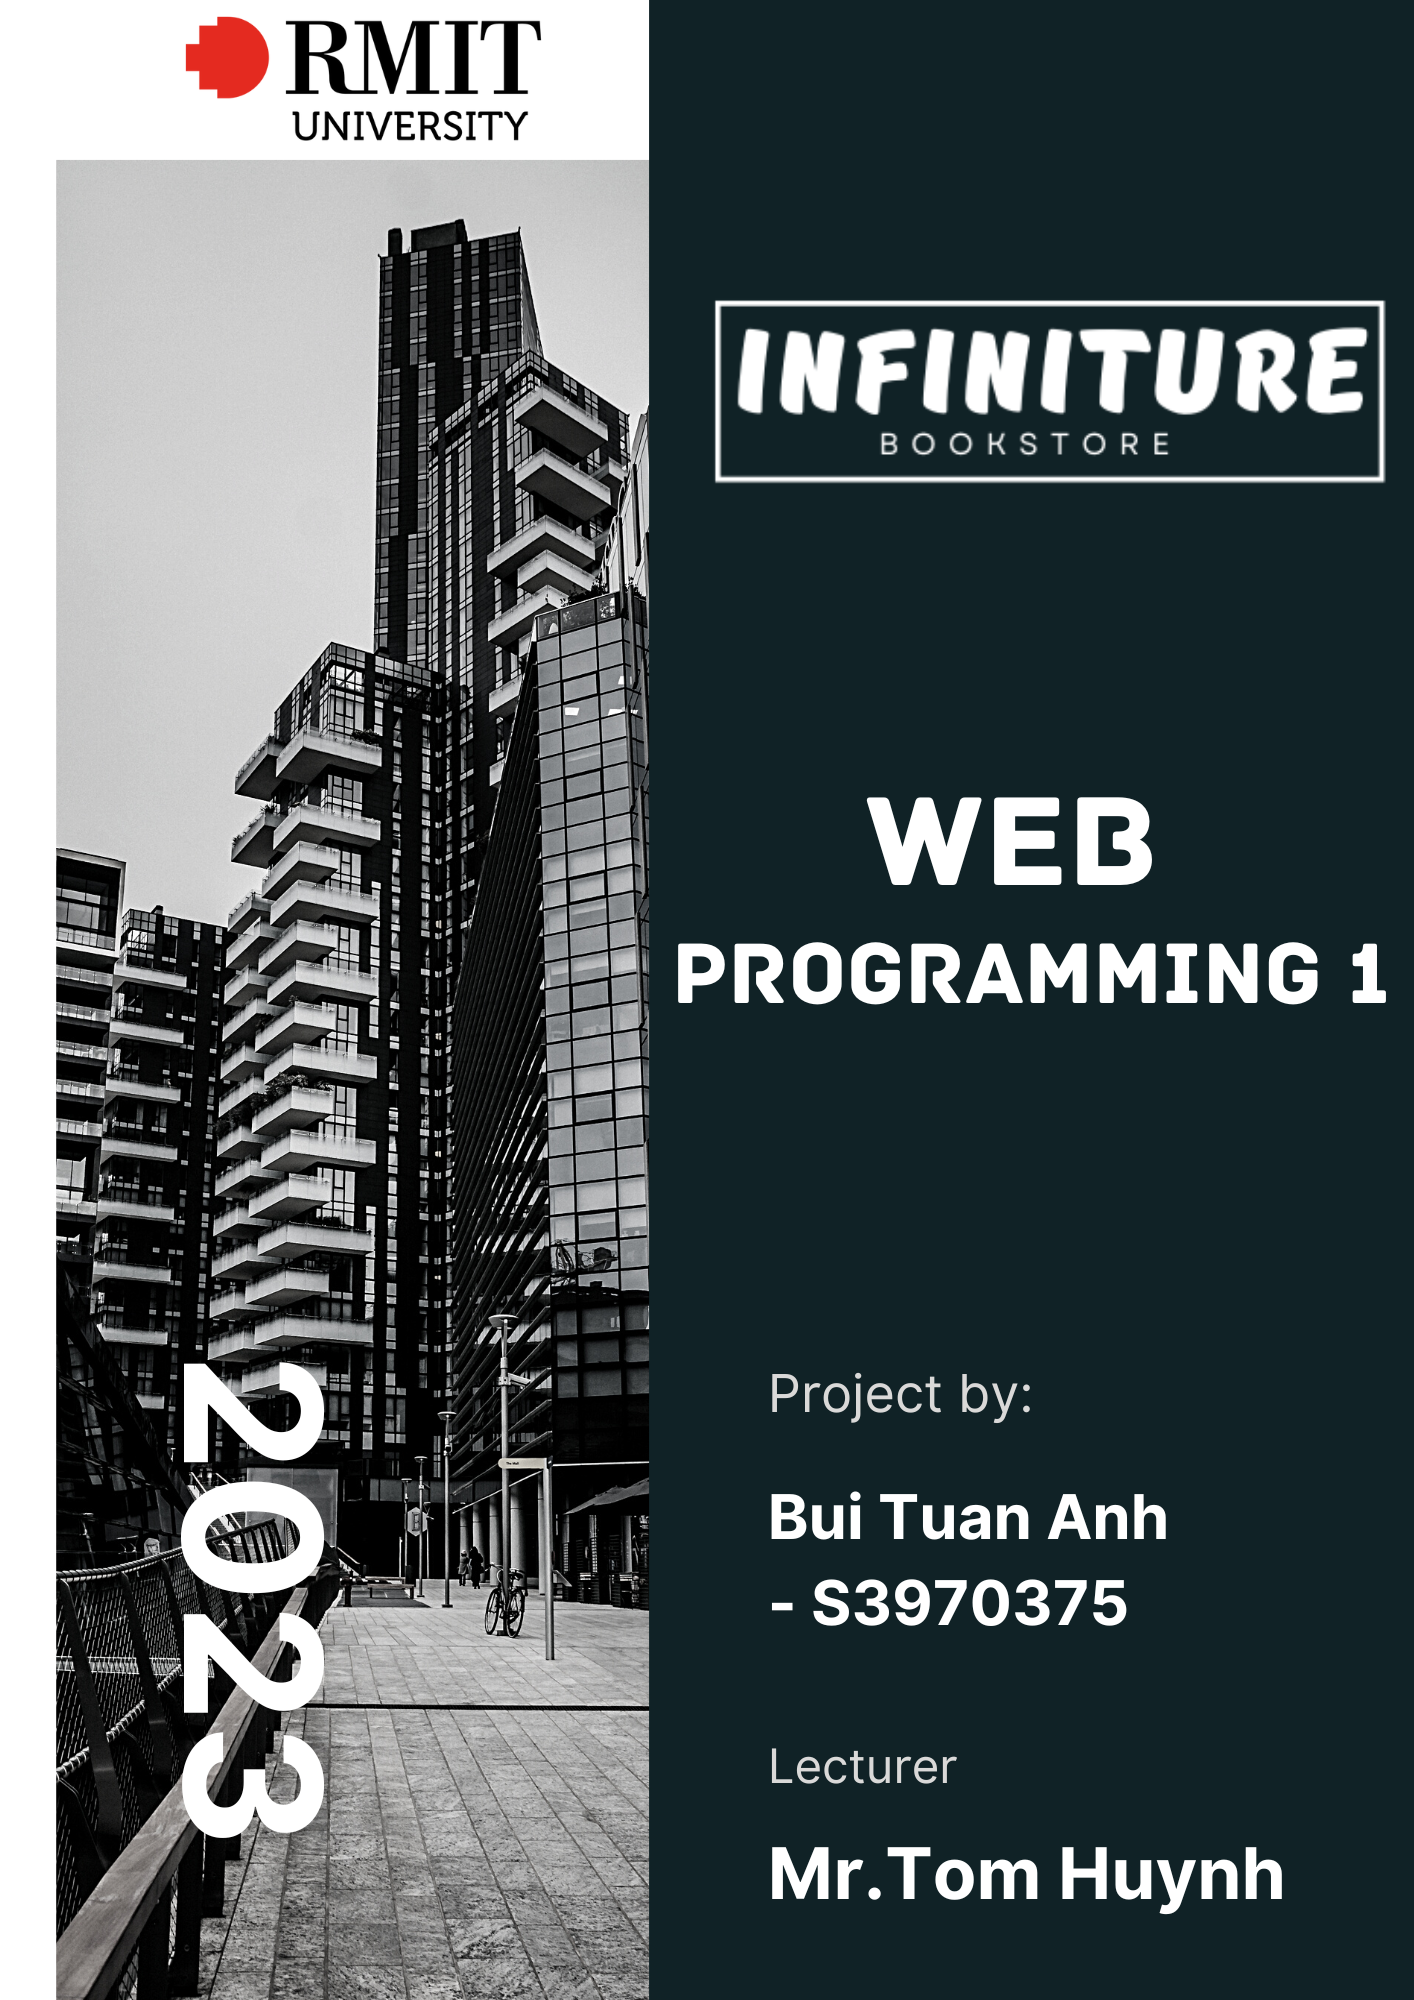 RMIT
UNIVERSITY
INFINITURE
BOOKSTORE
WEB
PROGRAMMING 1
2023
Project by:
Bui Tuan Anh
- S3970375
Lecturer
Mr.Tom Huynh